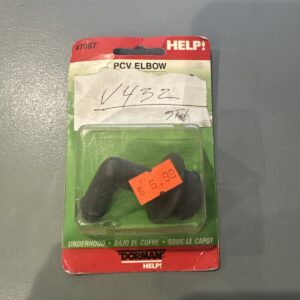 47057
HELP!
PCV ELBOW
V432
$ 6.98
UNDERHOOD • BAJO EL COFRE • SOUS LE CAPOT
DORMAN
HELP!